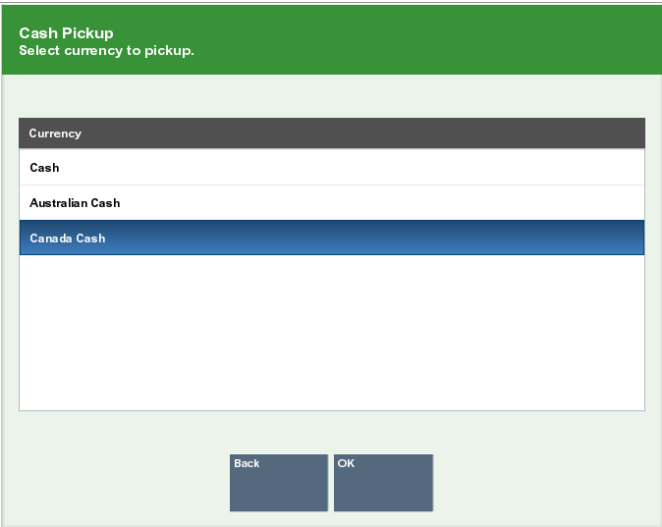 Cash Pickup
Select currency to pickup.
Currency
Cash
Australian Cash
Canada Cash
Back OK